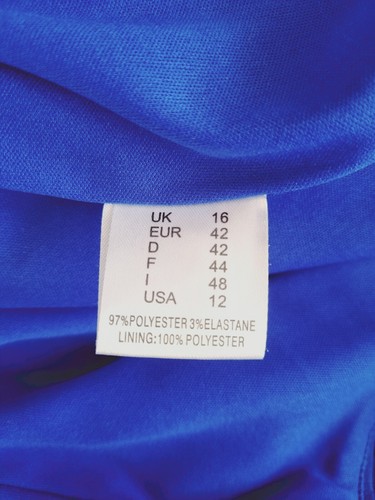 UK 16
EUR 42
D 42
F 44
I 48
USA 12
97%POLYESTER 3%ELASTANE
LINING:100% POLYESTER